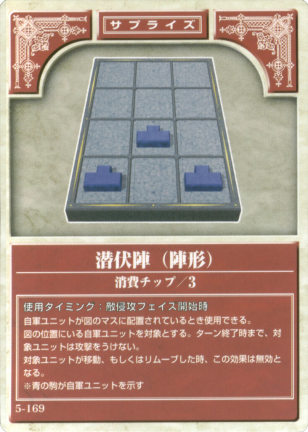 サプライズ
潜伏陣（陣形）
消費チップ／3
使用タイミング：敵侵攻フェイス開始時
自軍ユニットが図のマスに配置されているとき使用できる。
図の位置にいる自軍ユニットを対象とする。ターン終了時まで、対
象ユニットは攻撃をうけない。
対象ユニットが移動、もしくはリムーブした時、この効果は無効と
なる。
※青の駒が自軍ユニットを示す
5-169